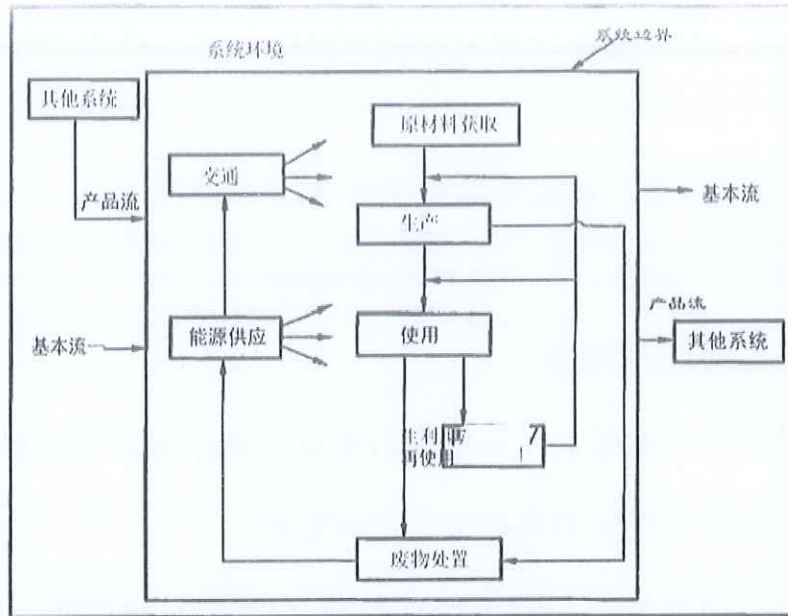 系统环境
系统边界
其他系统
原材料获取
交通
产品流
基本流
生产
产品流
基本流
能源供应
使用
其他系统
生利
再使用
废物处置